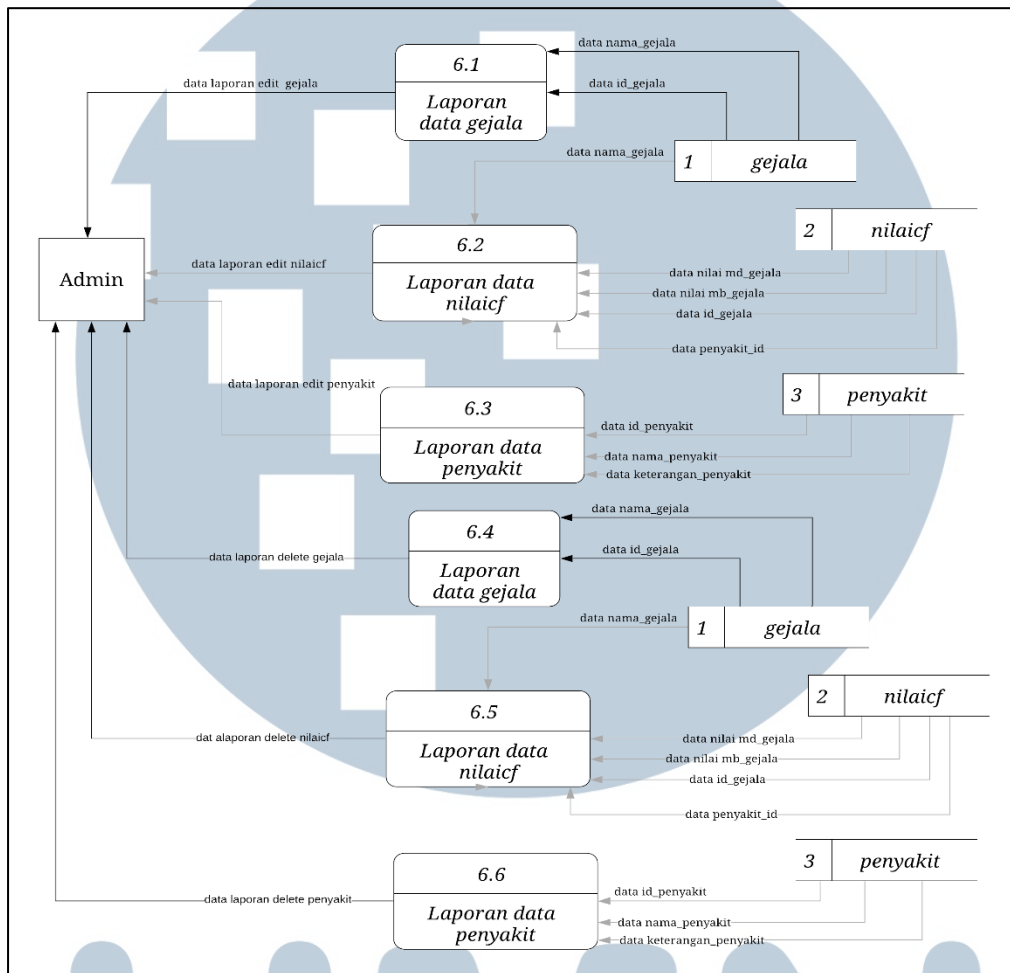 data nama_gejala
6.1
data laporan edit gejala
data id_gejala
Laporan
data gejala
data nama_gejala
1 gejala
2 nilaicf
6.2
Admin
data laporan edit nilaicf
data nilai md_gejala
Laporan data
nilaicf
data nilai mb_gejala
data id_gejala
data penyakit_id
data laporan edit penyakit
3 penyakit
6.3
data id_penyakit
Laporan data
penyakit
data nama_penyakit
data keterangan_penyakit
data nama_gejala
6.4
data laporan delete gejala
data id_gejala
Laporan
data gejala
data nama_gejala
1 gejala
2 nilaicf
6.5
dat alaporan delete nilaicf
data nilai md_gejala
Laporan data
nilaicf
data nilai mb_gejala
data id_gejala
data penyakit_id
3 penyakit
6.6
data laporan delete penyakit
data id_penyakit
Laporan data
penyakit
data nama_penyakit
data keterangan_penyakit